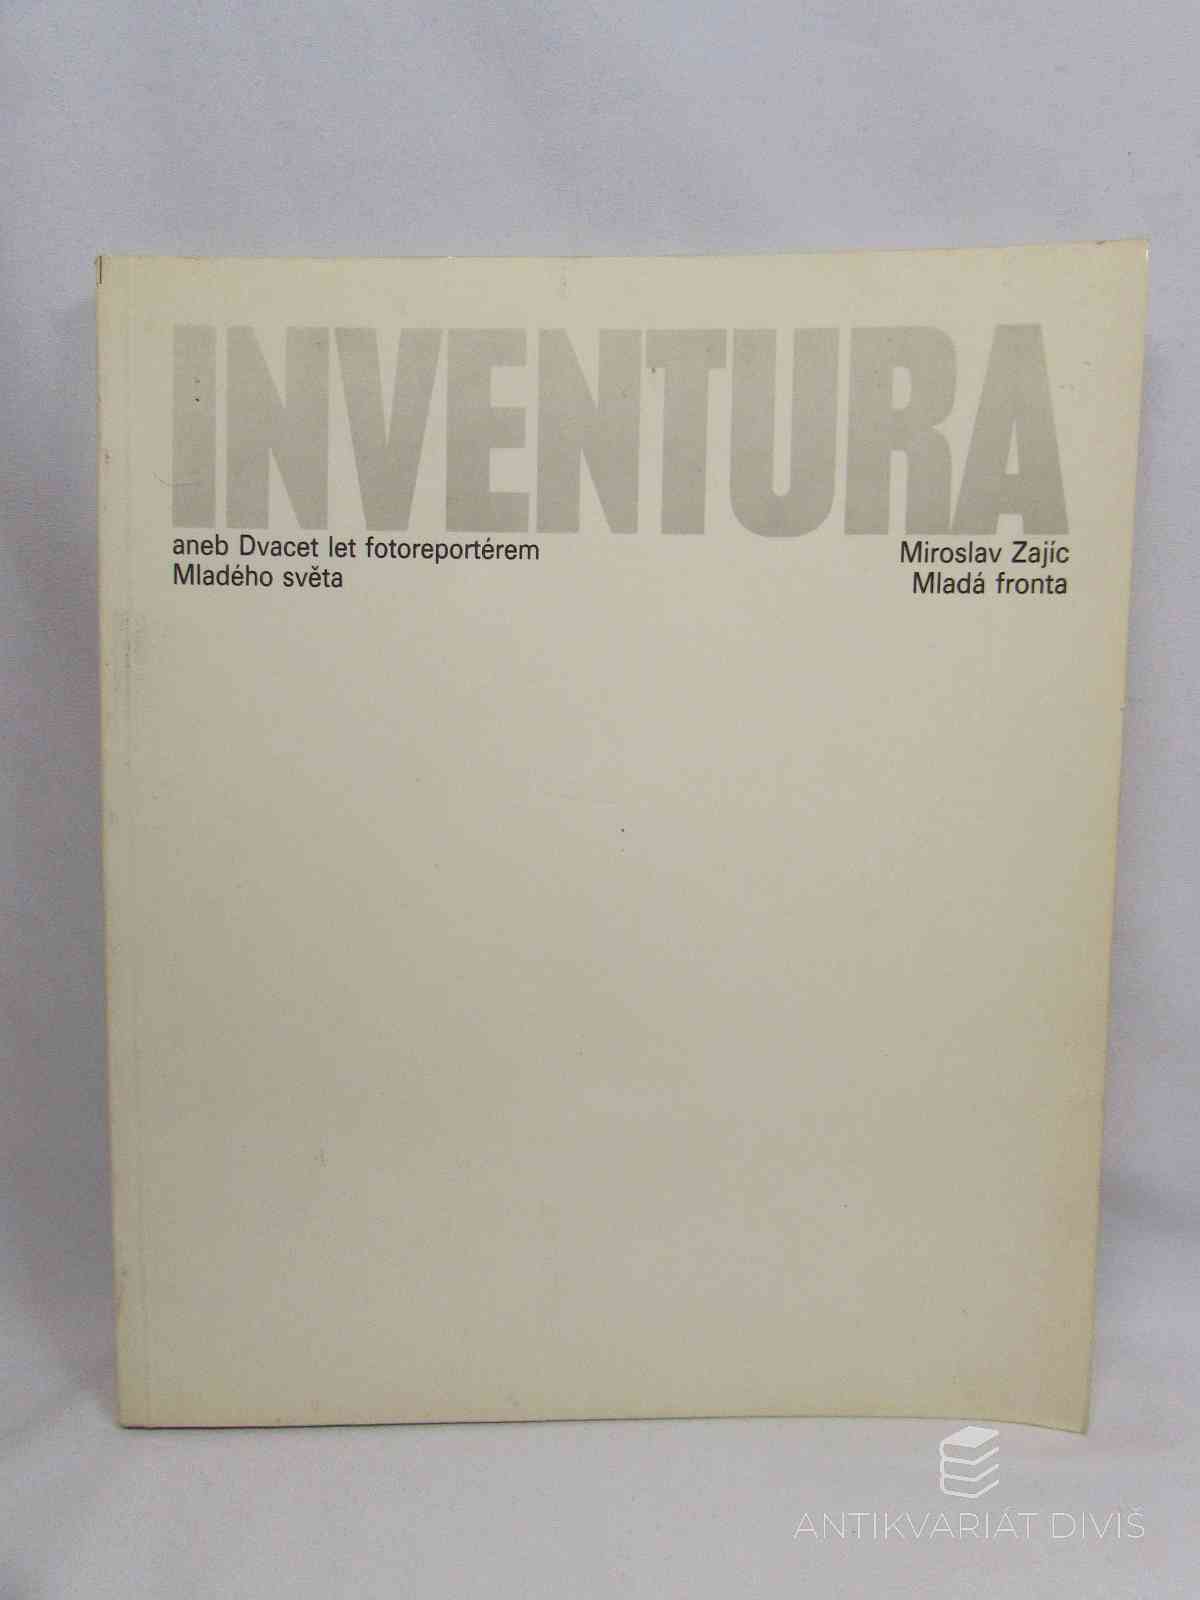 INVENTURA
aneb Dvacet let fotoreportérem
Mladého světa
Miroslav Zajíc
Mladá fronta
ANTIKVARIÁT DIVIŠ